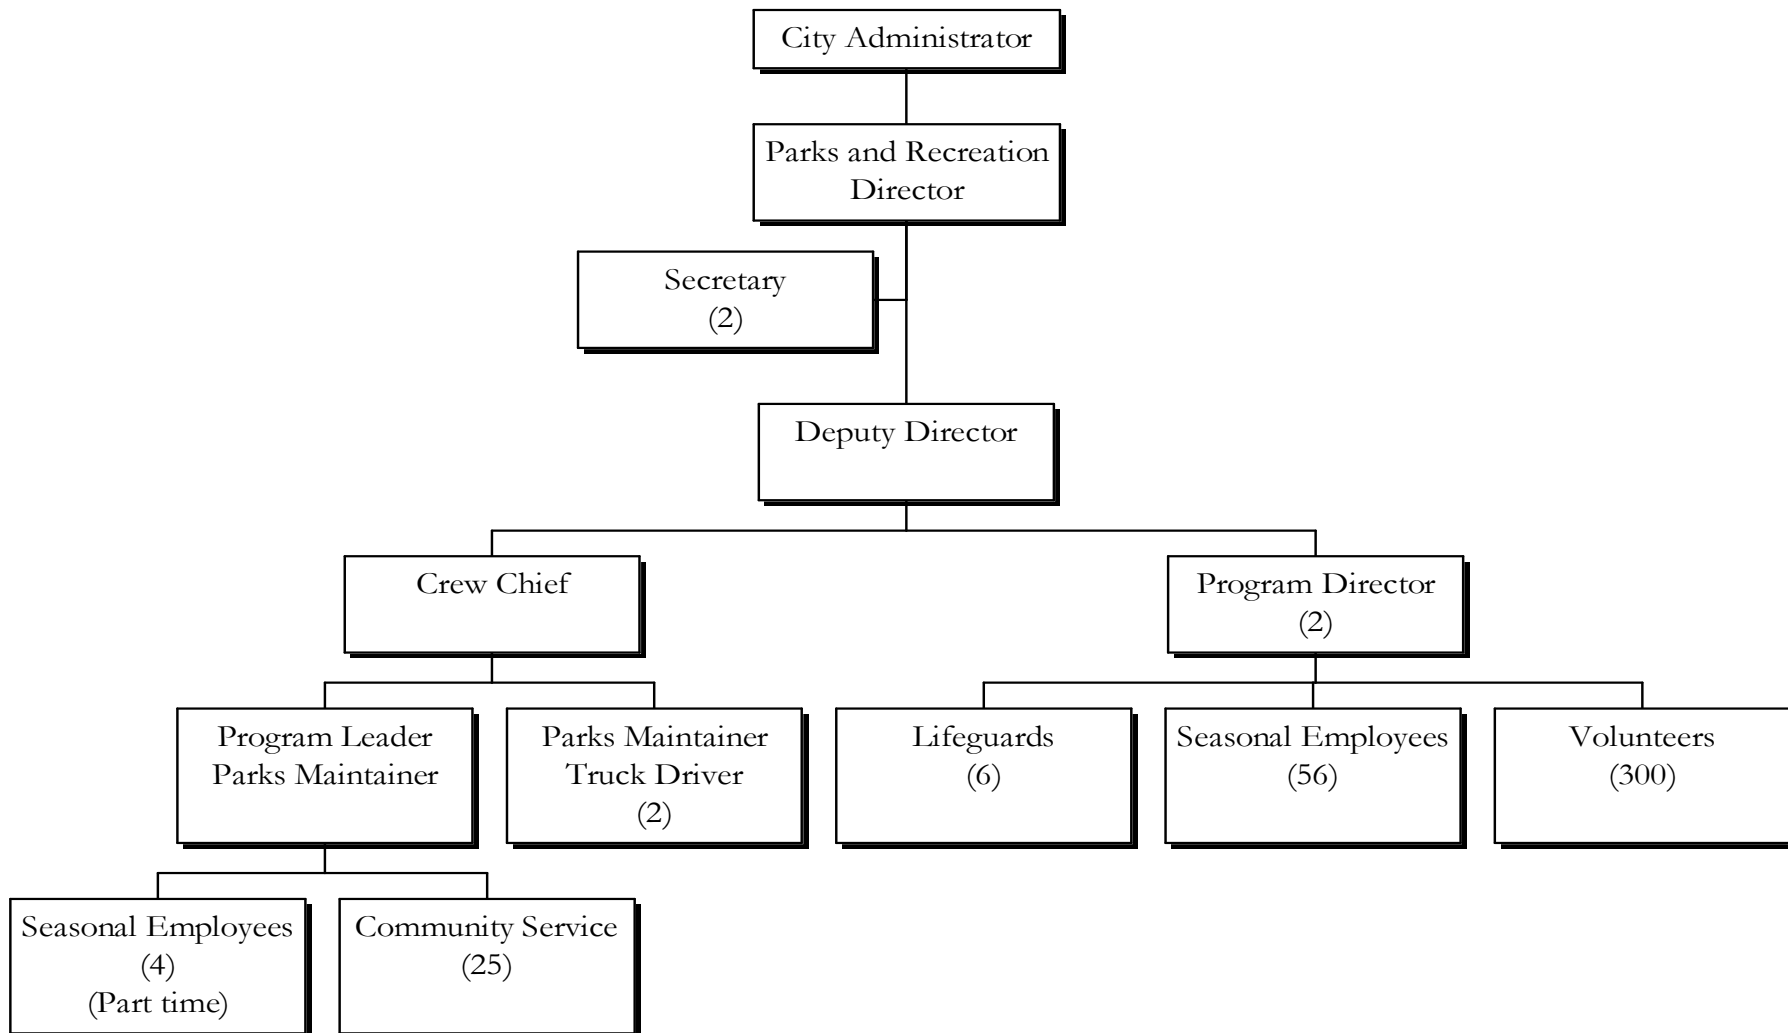 City Administrator
Parks and Recreation
Director
Secretary
(2)
Deputy Director
Crew Chief
Program Director
(2)
Program Leader
Parks Maintainer
Parks Maintainer
Truck Driver
(2)
Lifeguards
(6)
Seasonal Employees
(56)
Volunteers
(300)
Seasonal Employees
(4)
(Part time)
Community Service
(25)